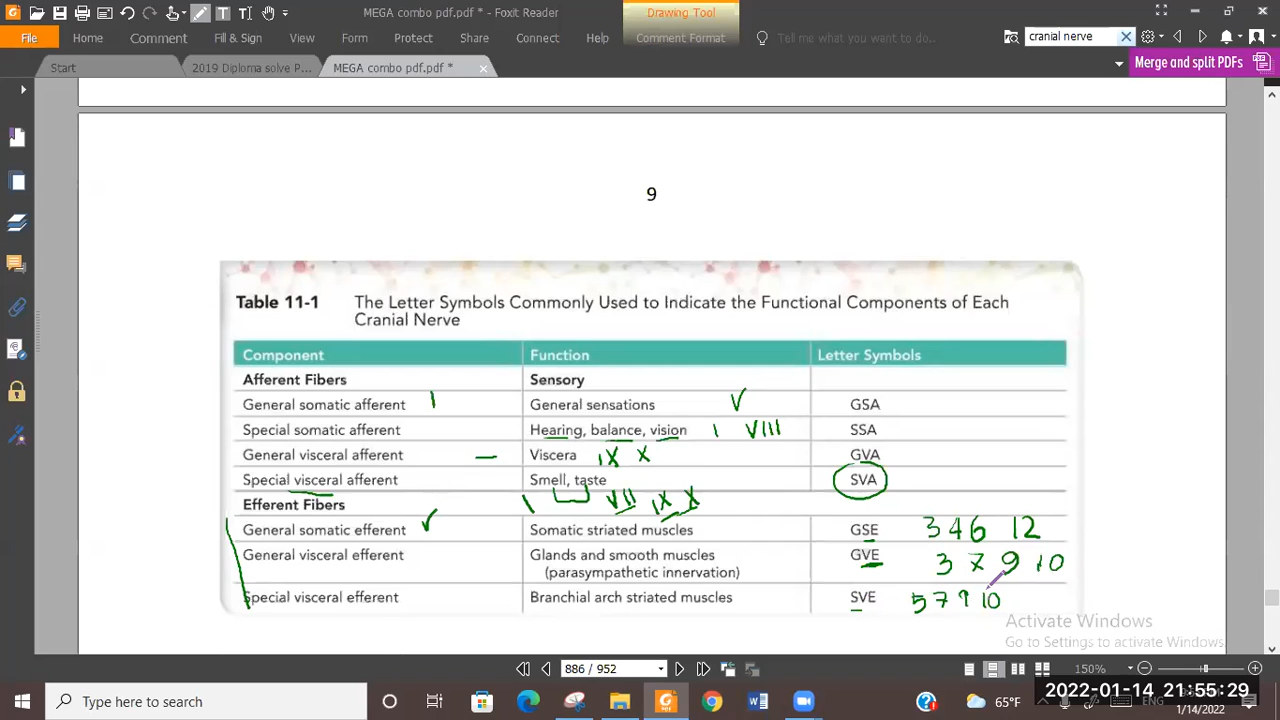 MEGA combo pdf.pdf * - Foxit Reader
Drawing Tool
File Home Comment Fill & Sign View Form Protect Share Connect Help Comment Format Tell me what you want to do... cranial nerve
Start 2019 Diploma solve P... MEGA combo pdf.pdf * Merge and split PDFs
9
Table 11-1 The Letter Symbols Commonly Used to Indicate the Functional Components of Each
Cranial Nerve
Component Function Letter Symbols
Afferent Fibers Sensory
General somatic afferent General sensations V GSA
Special somatic afferent Hearing, balance, vision I VIII SSA
General visceral afferent Viscera IX X GVA
Special visceral afferent Smell, taste SVA
Efferent Fibers I VII IX X
General somatic efferent Somatic striated muscles GSE 3 4 6 12
General visceral efferent Glands and smooth muscles GVE 3 7 9 10
(parasympathetic innervation)
Special visceral efferent Branchial arch striated muscles SVE 5 7 9 10
Activate Windows
Go to Settings to activate Windows.
886 / 952 150%
Type here to search 65°F ENG 2022-01-14 21:55:29
1/14/2022